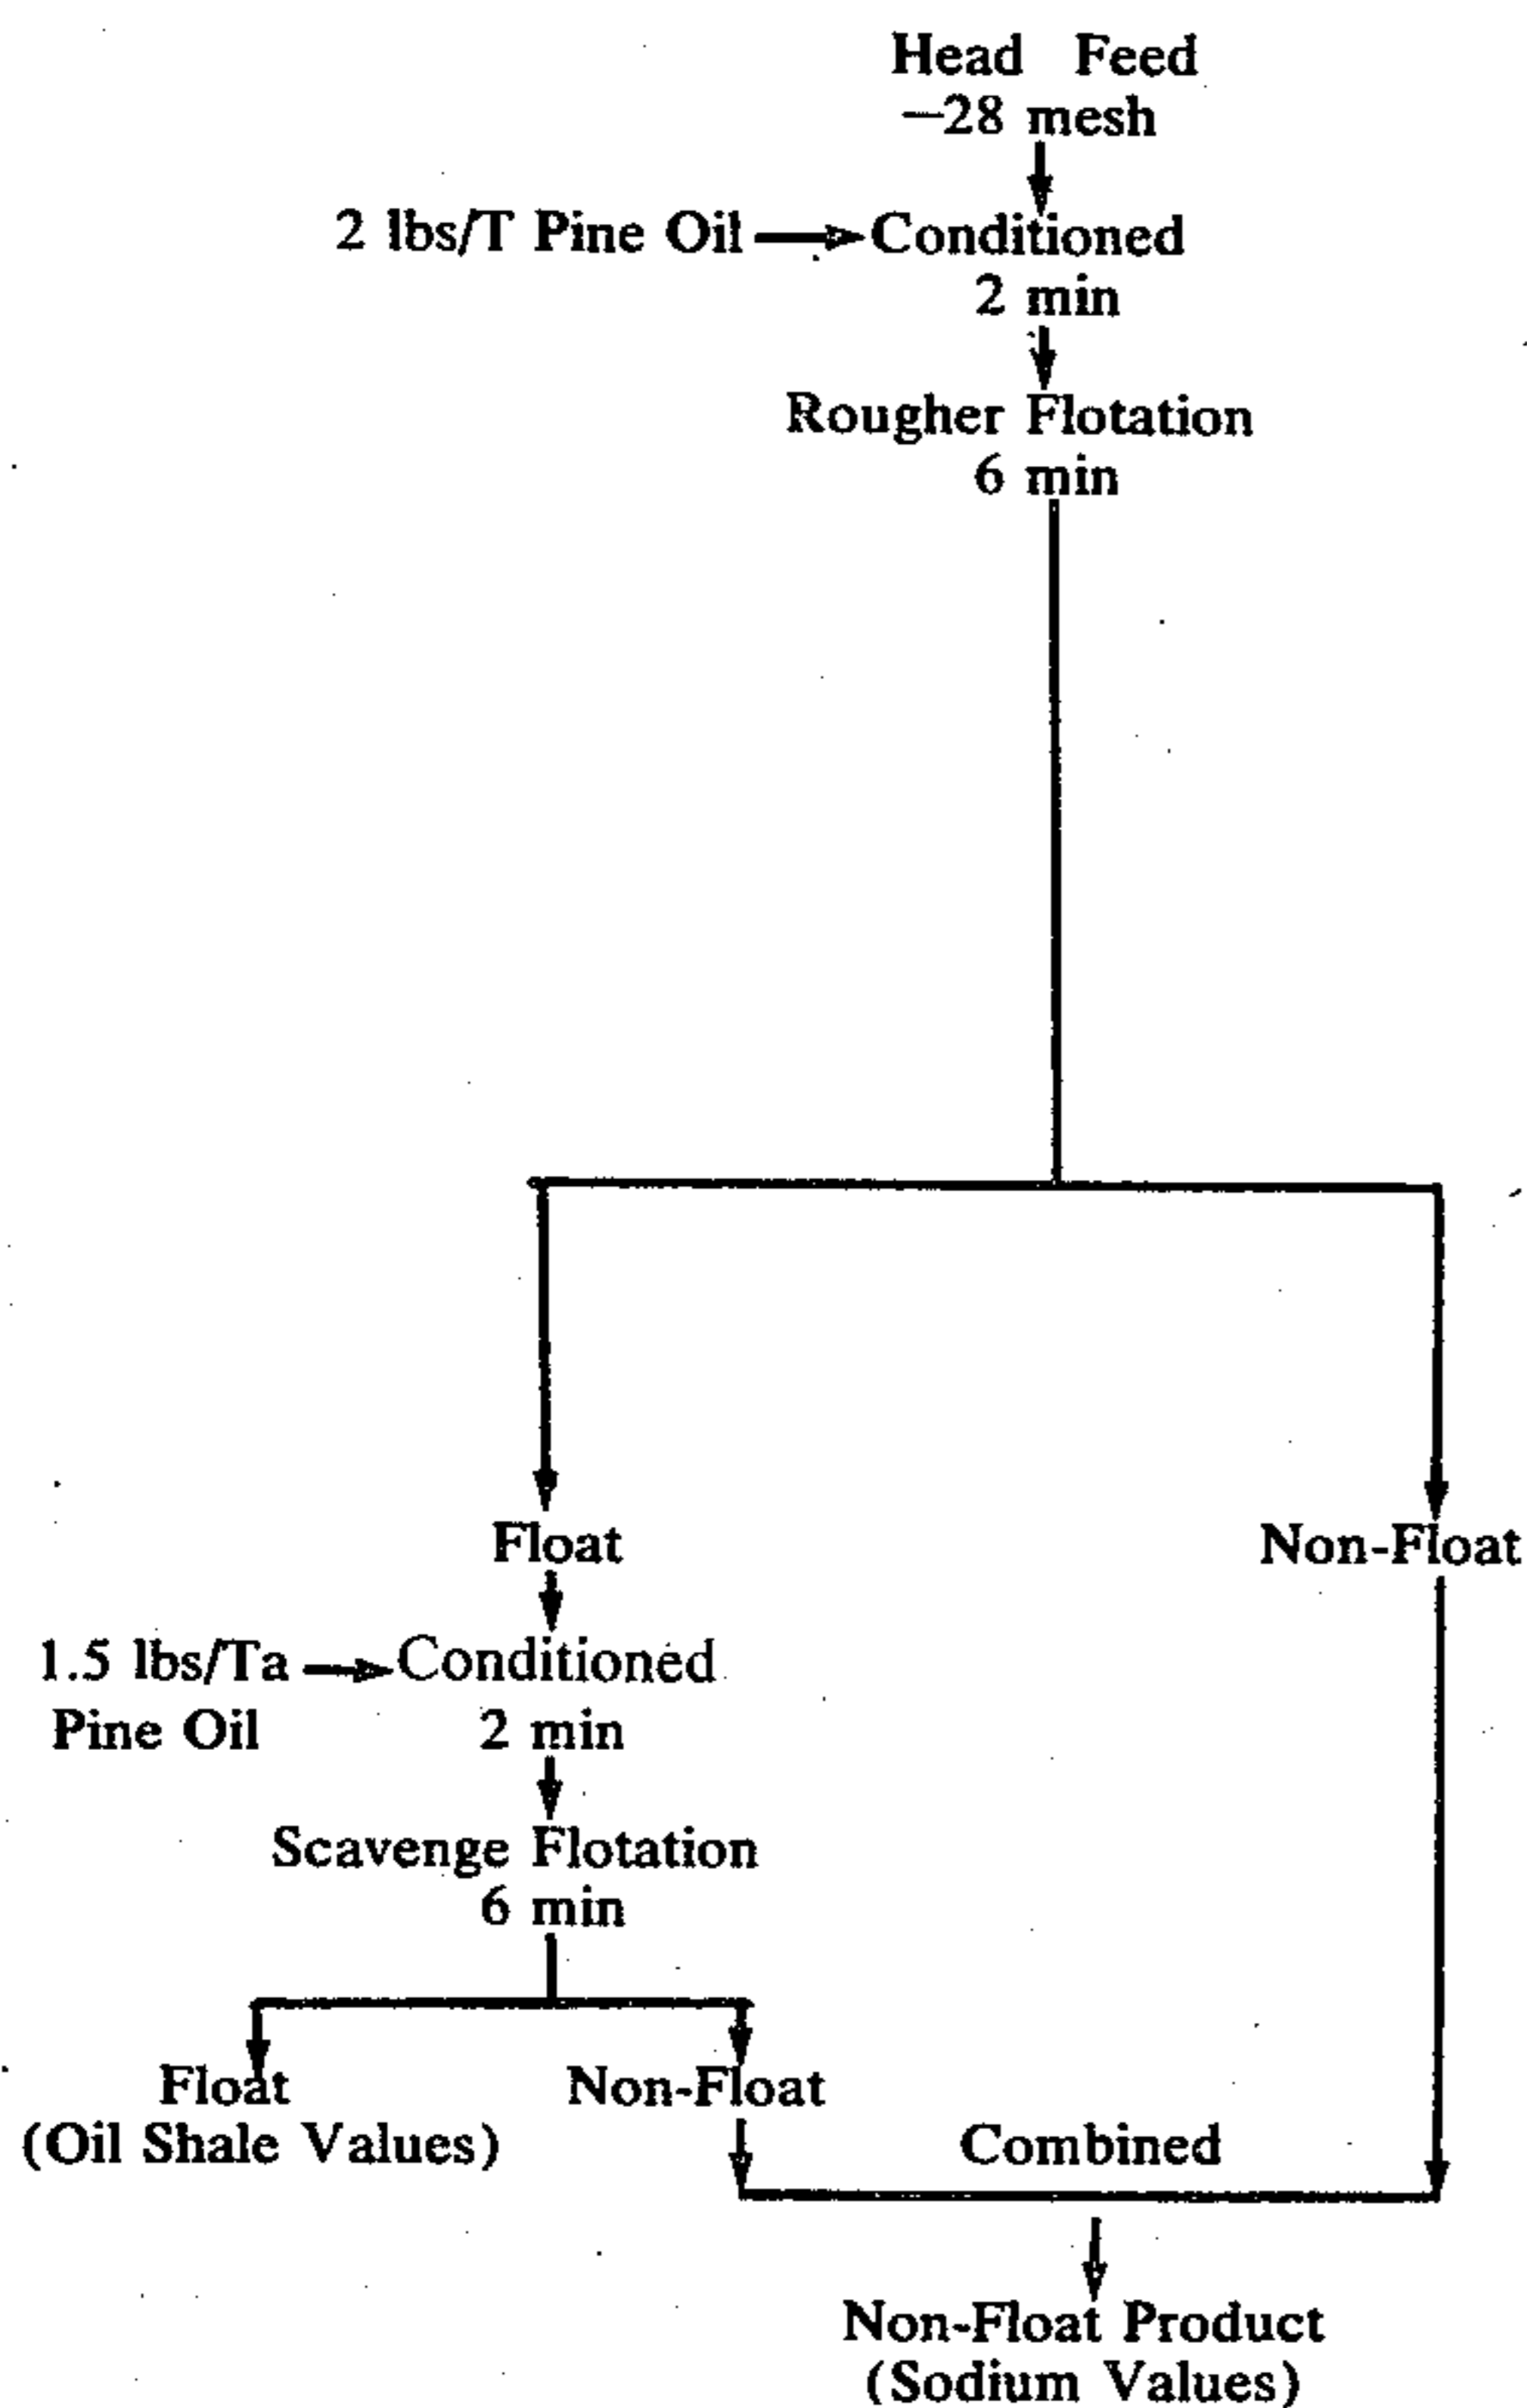 Head Feed
—28 mesh
2 lbs/T Pine Oil
Conditioned
2 min
Rougher Flotation
6 min
Float
Non-Float
1.5 lbs/Ta
Pine Oil
Conditioned
2 min
Scavenge Flotation
6 min
Float
(Oil Shale Values)
Non-Float
Combined
Non-Float Product
(Sodium Values)